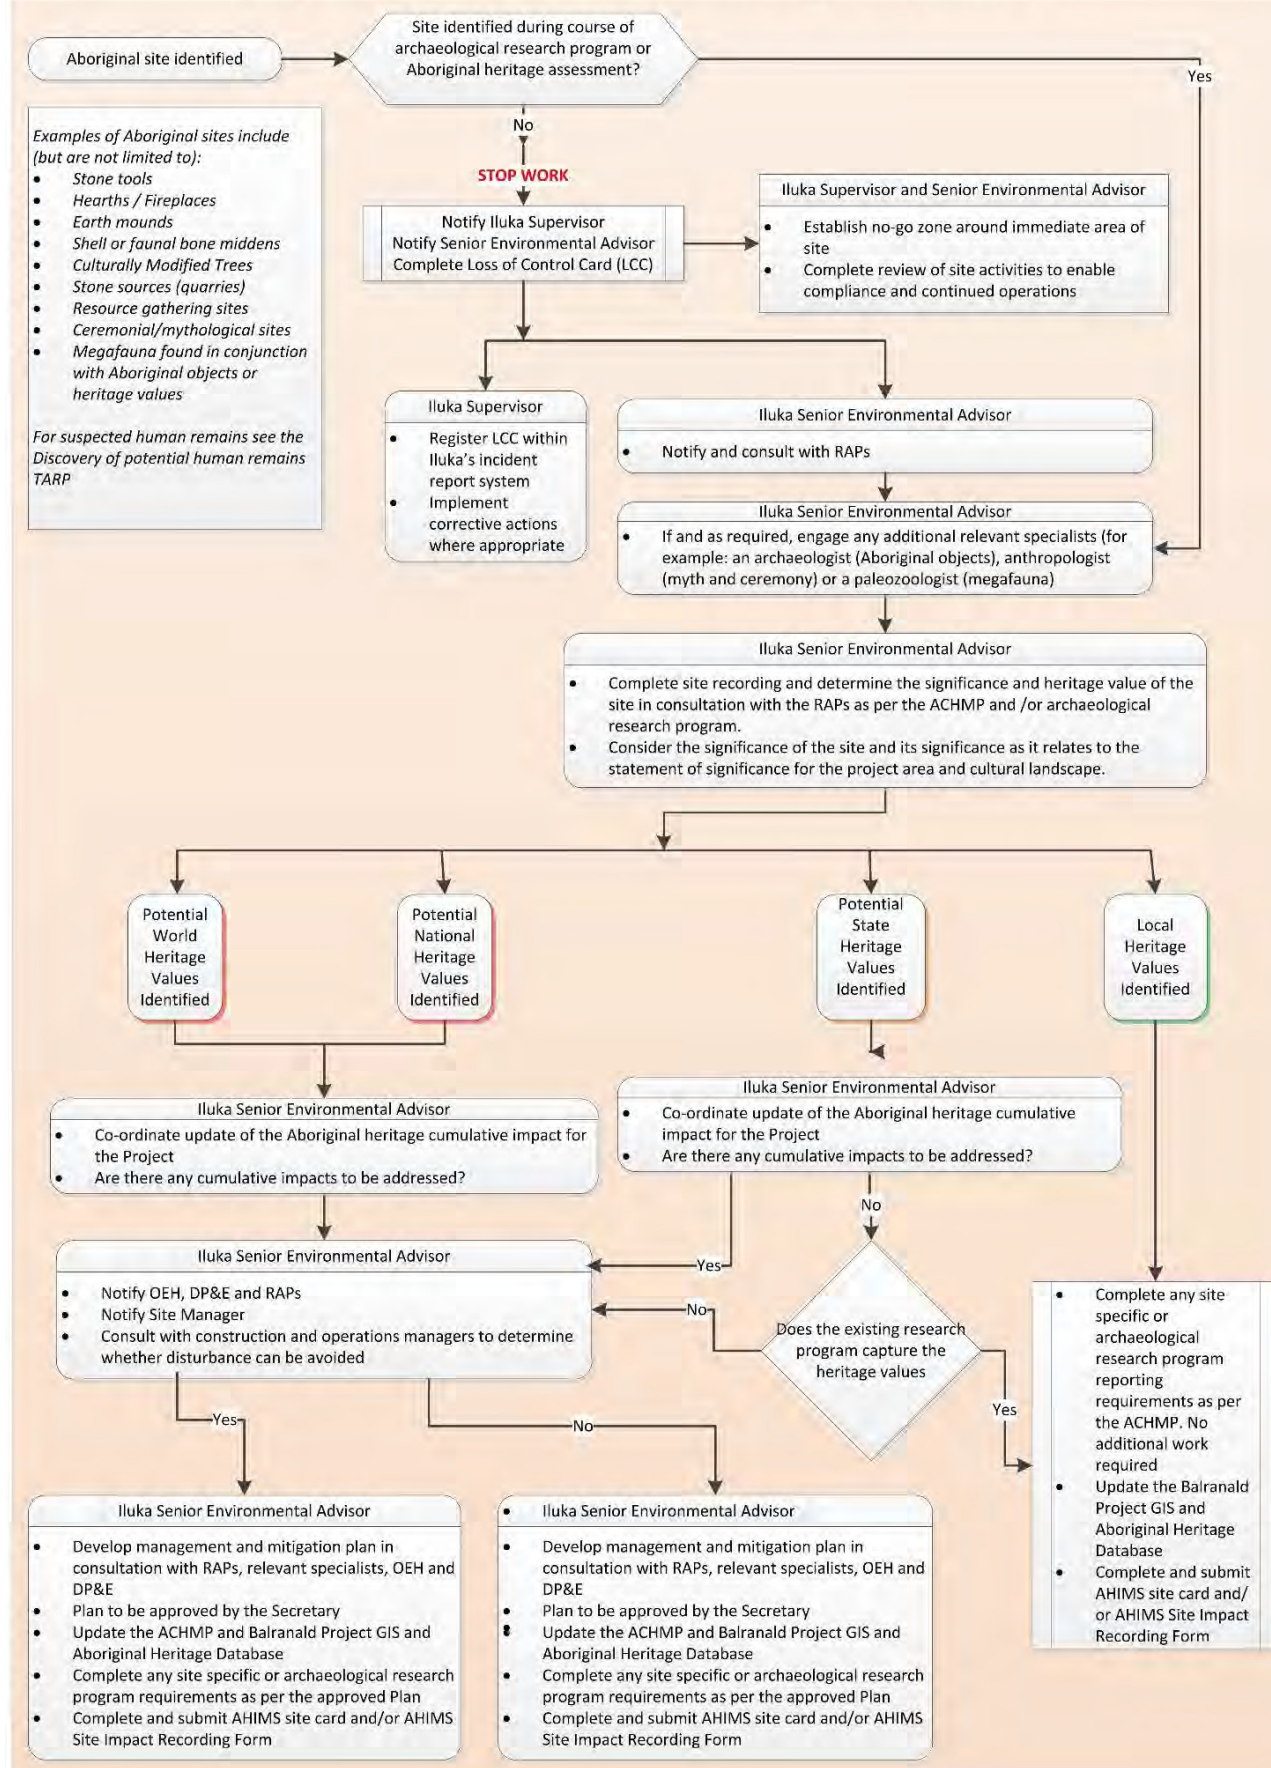 Aboriginal site identified
Site identified during course of
archaeological research program or
Aboriginal heritage assessment?
Yes
No
STOP WORK
Examples of Aboriginal sites include
(but are not limited to):
• Stone tools
• Hearths / Fireplaces
• Earth mounds
• Shell or faunal bone middens
• Culturally Modified Trees
• Stone sources (quarries)
• Resource gathering sites
• Ceremonial/mythological sites
• Megafauna found in conjunction
with Aboriginal objects or
heritage values
For suspected human remains see the
Discovery of potential human remains
TARP
Notify Iluka Supervisor
Notify Senior Environmental Advisor
Complete Loss of Control Card (LCC)
Iluka Supervisor and Senior Environmental Advisor
• Establish no-go zone around immediate area of
site
• Complete review of site activities to enable
compliance and continued operations
Iluka Supervisor
• Register LCC within
Iluka's incident
report system
• Implement
corrective actions
where appropriate
Iluka Senior Environmental Advisor
• Notify and consult with RAPs
Iluka Senior Environmental Advisor
• If and as required, engage any additional relevant specialists (for
example: an archaeologist (Aboriginal objects), anthropologist
(myth and ceremony) or a paleozoologist (megafauna)
Iluka Senior Environmental Advisor
• Complete site recording and determine the significance and heritage value of the
site in consultation with the RAPs as per the ACHMP and /or archaeological
research program.
• Consider the significance of the site and its significance as it relates to the
statement of significance for the project area and cultural landscape.
Potential
World
Heritage
Values
Identified
Potential
National
Heritage
Values
Identified
Potential
State
Heritage
Values
Identified
Local
Heritage
Values
Identified
Iluka Senior Environmental Advisor
• Co-ordinate update of the Aboriginal heritage cumulative impact for
the Project
• Are there any cumulative impacts to be addressed?
Iluka Senior Environmental Advisor
• Co-ordinate update of the Aboriginal heritage cumulative
impact for the Project
• Are there any cumulative impacts to be addressed?
No
Yes
Iluka Senior Environmental Advisor
• Notify OEH, DP&E and RAPs
• Notify Site Manager
• Consult with construction and operations managers to determine
whether disturbance can be avoided
No
Does the existing research
program capture the
heritage values
Yes
• Complete any site
specific or
archaeological
research program
reporting
requirements as per
the ACHMP. No
additional work
required
• Update the Balranald
Project GIS and
Aboriginal Heritage
Database
• Complete and submit
AHIMS site card and/
or AHIMS Site Impact
Recording Form
Yes
No
Iluka Senior Environmental Advisor
• Develop management and mitigation plan in
consultation with RAPs, relevant specialists, OEH and
DP&E
• Plan to be approved by the Secretary
• Update the ACHMP and Balranald Project GIS and
Aboriginal Heritage Database
• Complete any site specific or archaeological research
program requirements as per the approved Plan
• Complete and submit AHIMS site card and/or AHIMS
Site Impact Recording Form
• Iluka Senior Environmental Advisor
• Develop management and mitigation plan in
consultation with RAPs, relevant specialists, OEH and
DP&E
• Plan to be approved by the Secretary
• Update the ACHMP and Balranald Project GIS and
Aboriginal Heritage Database
• Complete any site specific or archaeological research
program requirements as per the approved Plan
• Complete and submit AHIMS site card and/or AHIMS
Site Impact Recording Form